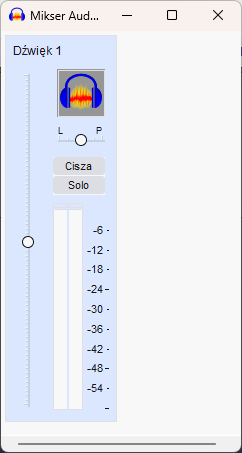 Mikser Aud...
Dźwięk 1
L P
Cisza
Solo
-6 -
-12 -
-18 -
-24 -
-30 -
-36 -
-42 -
-48 -
-54 -
-